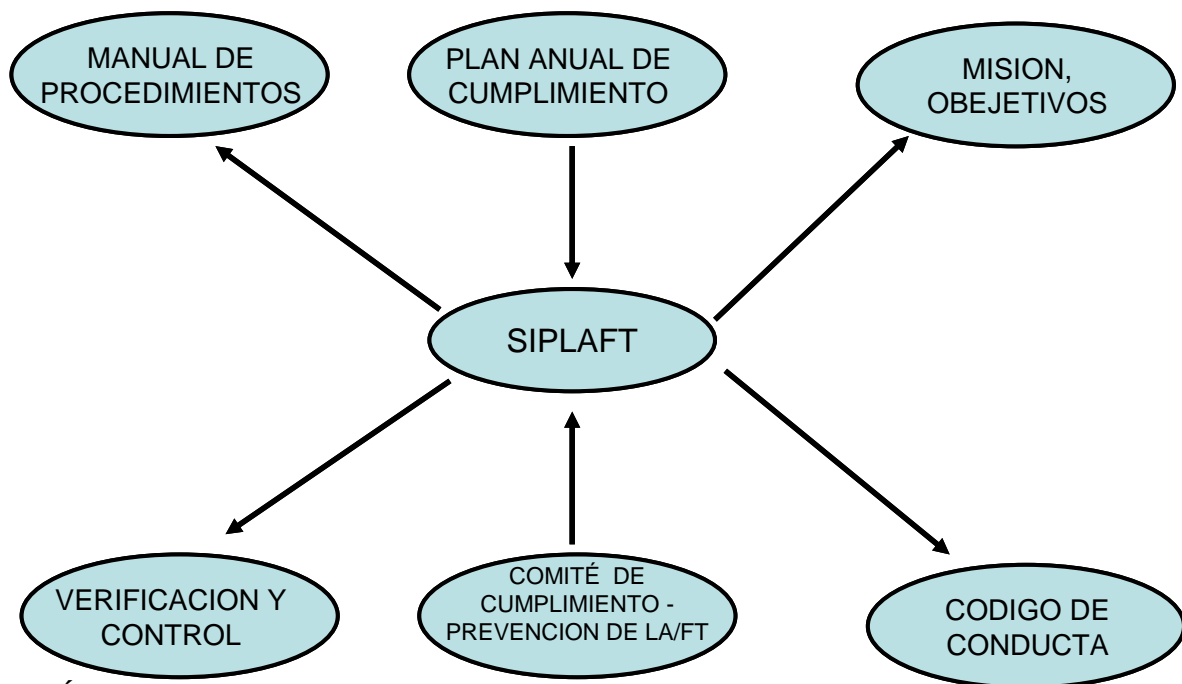 MANUAL DE
PROCEDIMIENTOS
PLAN ANUAL DE
CUMPLIMIENTO
MISION,
OBEJETIVOS
SIPLAFT
VERIFICACION Y
CONTROL
COMITÉ DE
CUMPLIMIENTO -
PREVENCION DE LA/FT
CODIGO DE
CONDUCTA